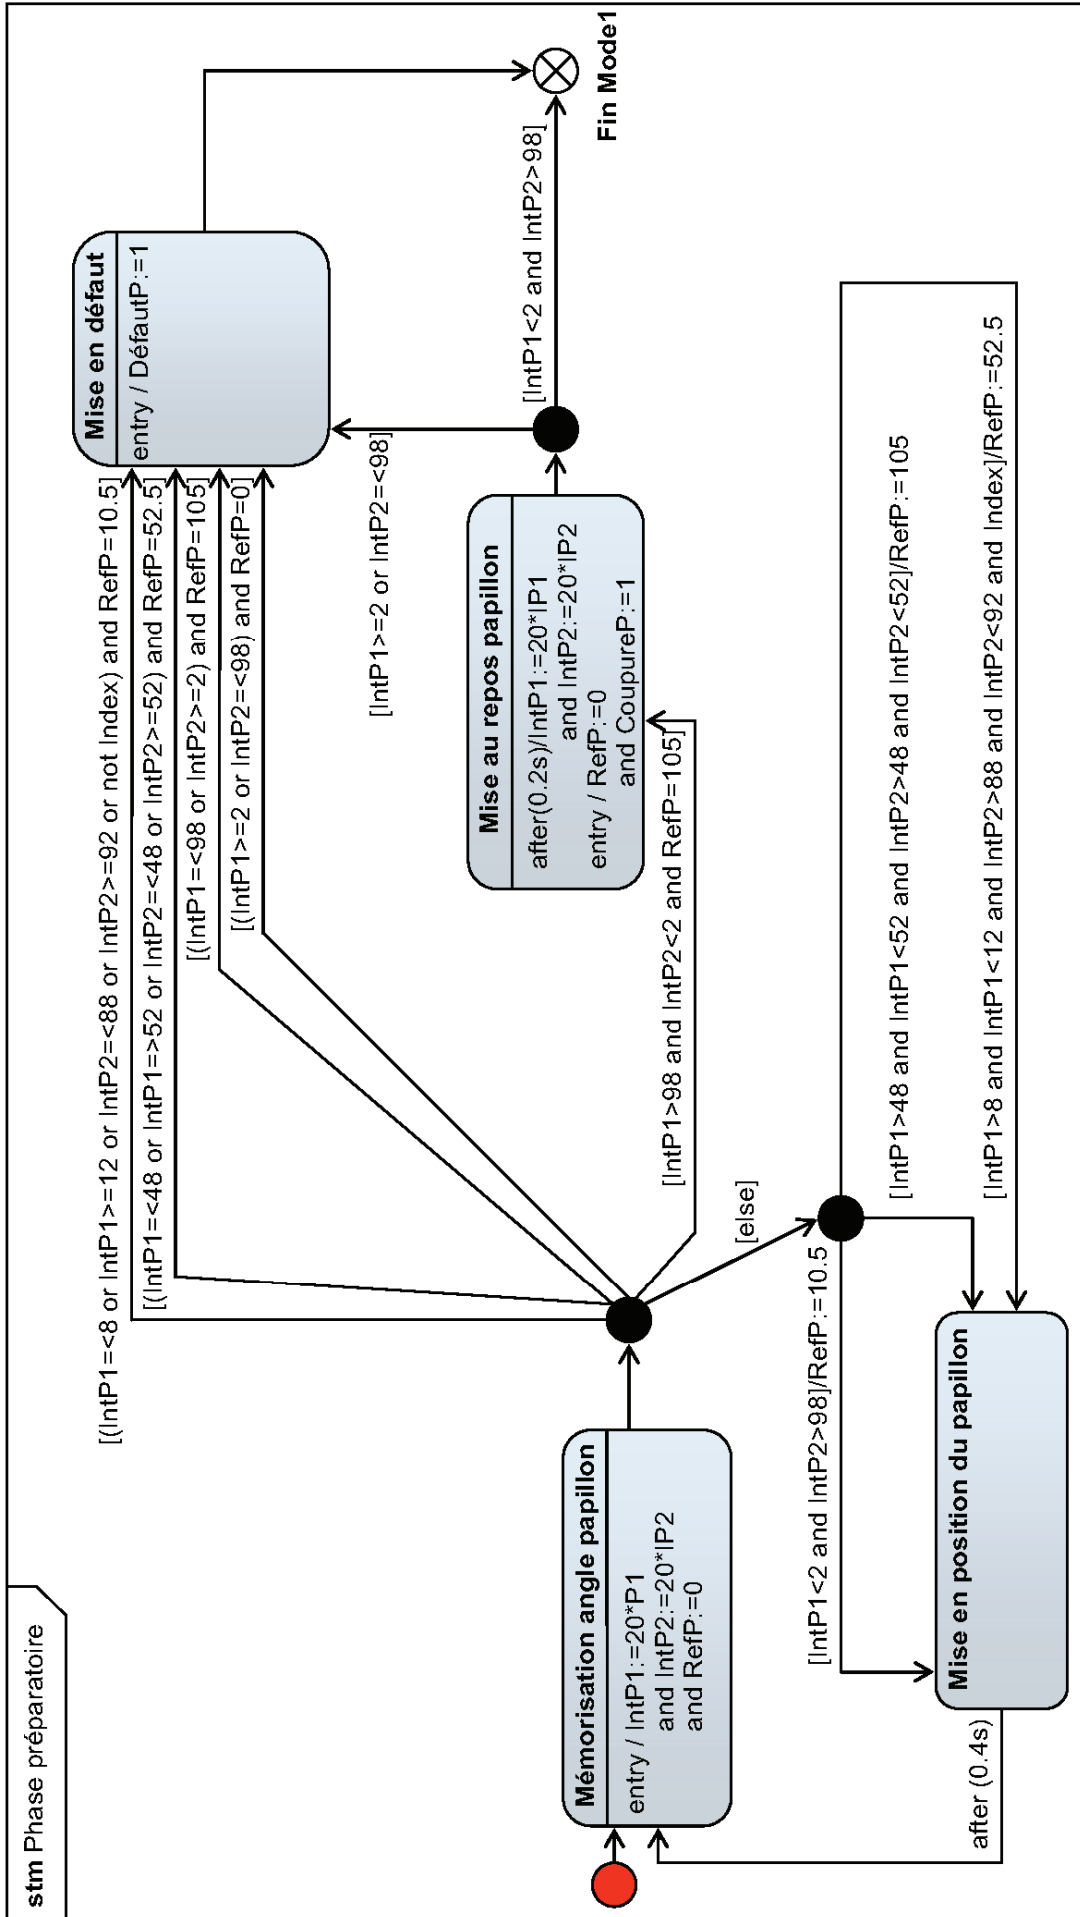 stm Phase préparatoire
[(IntP1=<8 or IntP1>=12 or IntP2=<88 or IntP2>=92 or not Index) and RefP=10.5]
[(IntP1=<48 or IntP1=>52 or IntP2=<48 or IntP2>=52) and RefP=52.5]
[(IntP1=<98 or IntP2>=2) and RefP=105]
[(IntP1>=2 or IntP2=<98) and RefP=0]
Mise en défaut
entry / DéfautP:=1
[IntP1>=2 or IntP2=<98]
[IntP1<2 and IntP2>98]
Fin Mode1
Mise au repos papillon
after(0.2s)/IntP1:=20*IP1
and IntP2:=20*IP2
entry / RefP:=0
and CoupureP:=1
Mémorisation angle papillon
entry / IntP1:=20*P1
and IntP2:=20*IP2
and RefP:=0
[IntP1>98 and IntP2<2 and RefP=105]
[else]
[IntP1<2 and IntP2>98]/RefP:=10.5
[IntP1>48 and IntP1<52 and IntP2>48 and IntP2<52]/RefP:=105
[IntP1>8 and IntP1<12 and IntP2>88 and IntP2<92 and Index]/RefP:=52.5
Mise en position du papillon
after (0.4s)